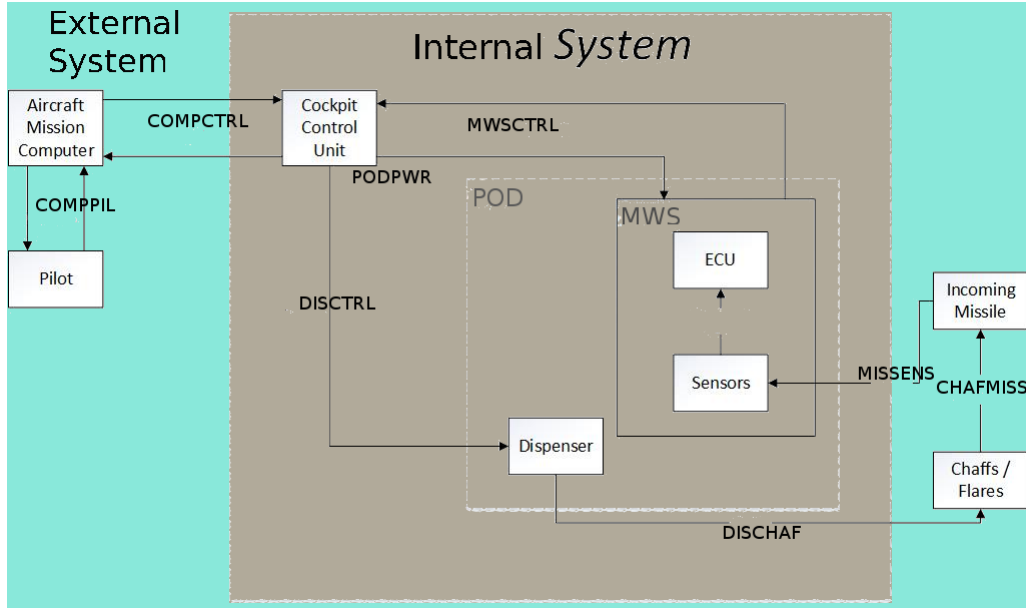 External
System
Internal System
Aircraft
Mission
Computer
COMPCTRL
Cockpit
Control
Unit
MWSCTRL
PODPWR
COMPPIL
POD
MWS
Pilot
ECU
DISCTRL
Incoming
Missile
MISSENS
Sensors
CHAFMISS
Dispenser
Chaffs /
Flares
DISCHAF